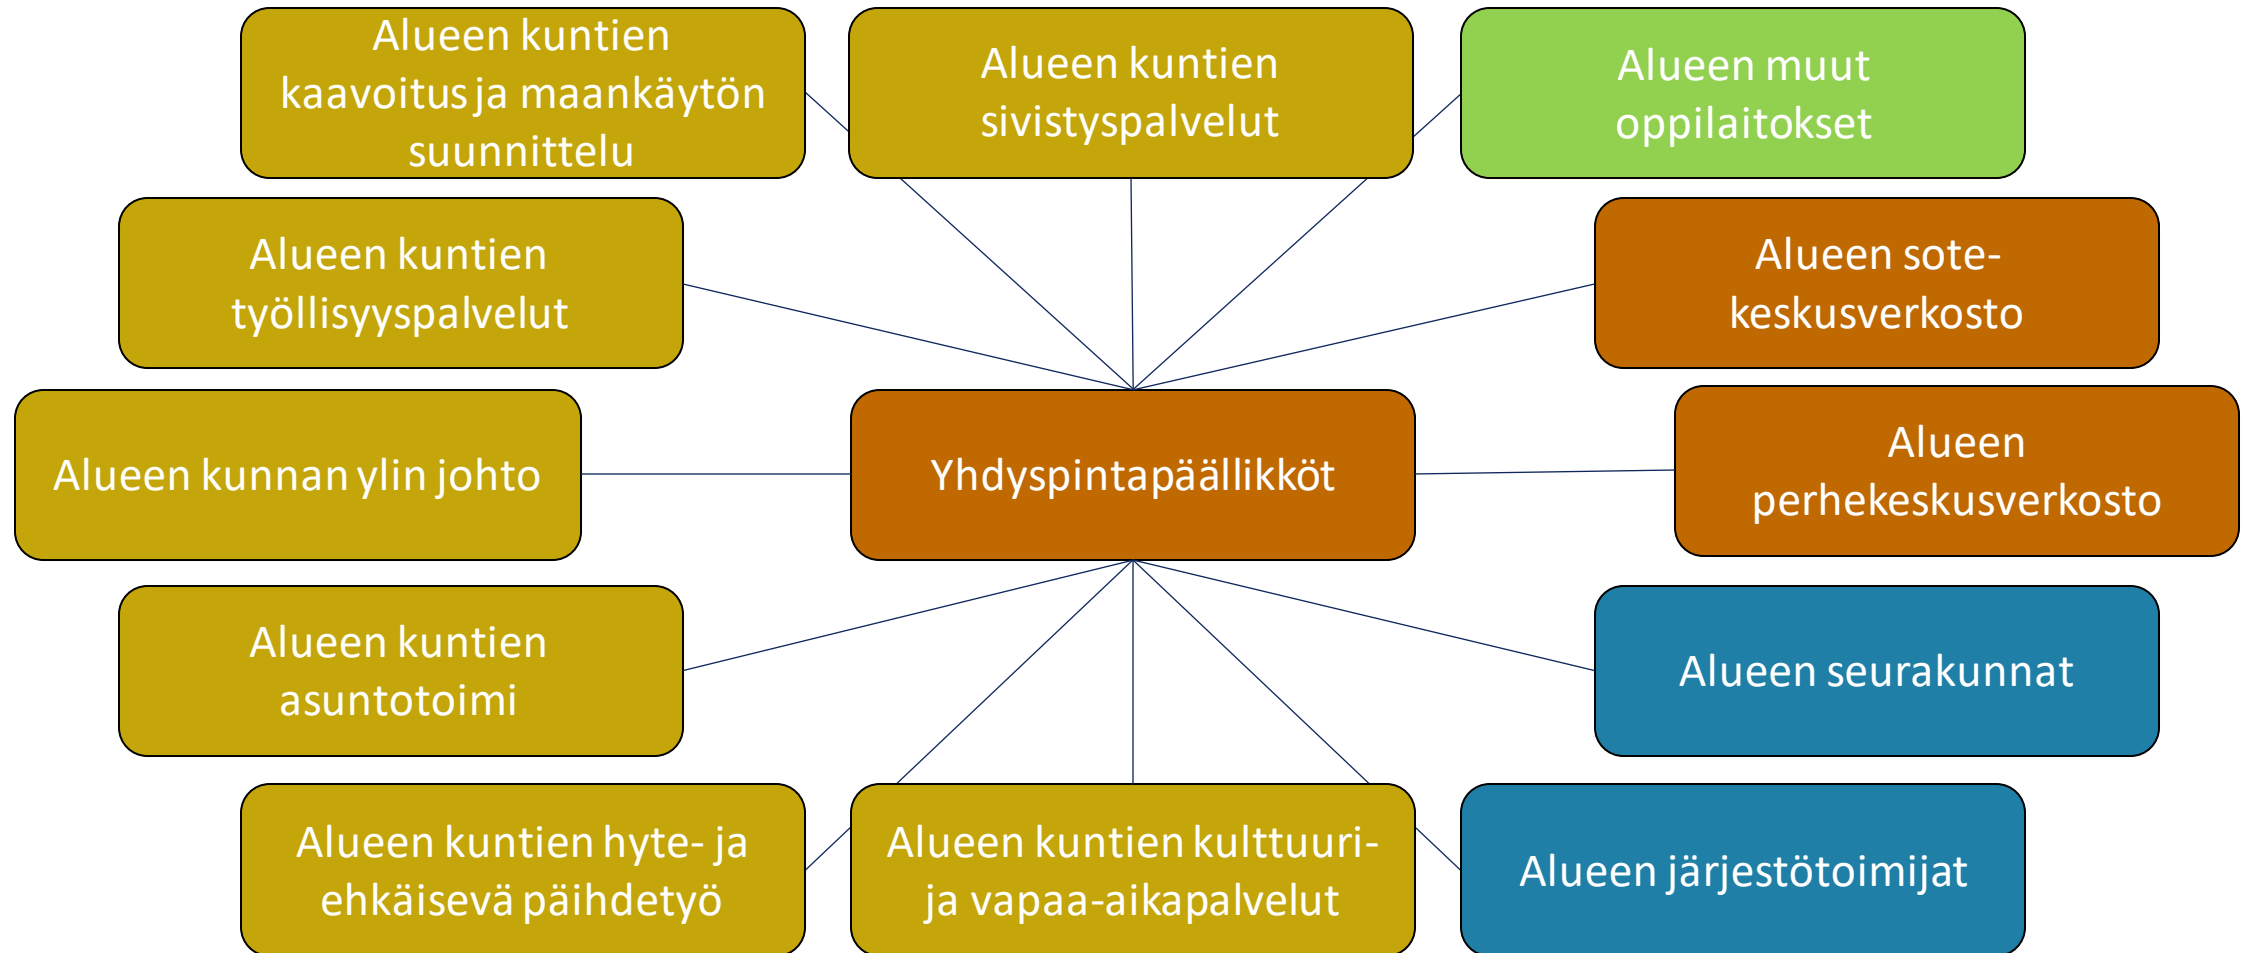 Alueen kuntien
kaavoitus ja maankäytön
suunnittelu
Alueen kuntien
sivistyspalvelut
Alueen muut
oppilaitokset
Alueen kuntien
työllisyyspalvelut
Alueen sote-
keskusverkosto
Alueen kunnan ylin johto
Yhdyspintapäällikköt
Alueen
perhekeskusverkosto
Alueen kuntien
asuntotoimi
Alueen seurakunnat
Alueen kuntien hyte- ja
ehkäisevä päihdetyö
Alueen kuntien kulttuuri-
ja vapaa-aikapalvelut
Alueen järjestötoimijat